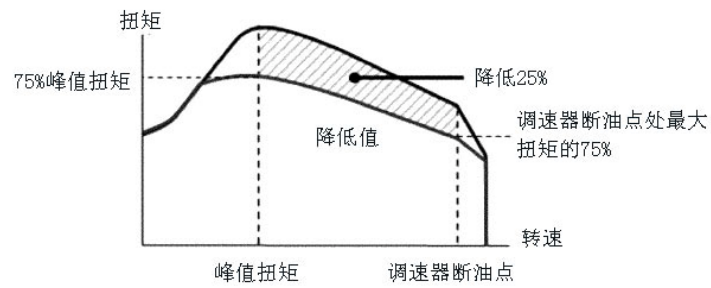 扭矩
75%峰值扭矩
降低25%
降低值
调速器断油点处最大
扭矩的75%
转速
峰值扭矩
调速器断油点